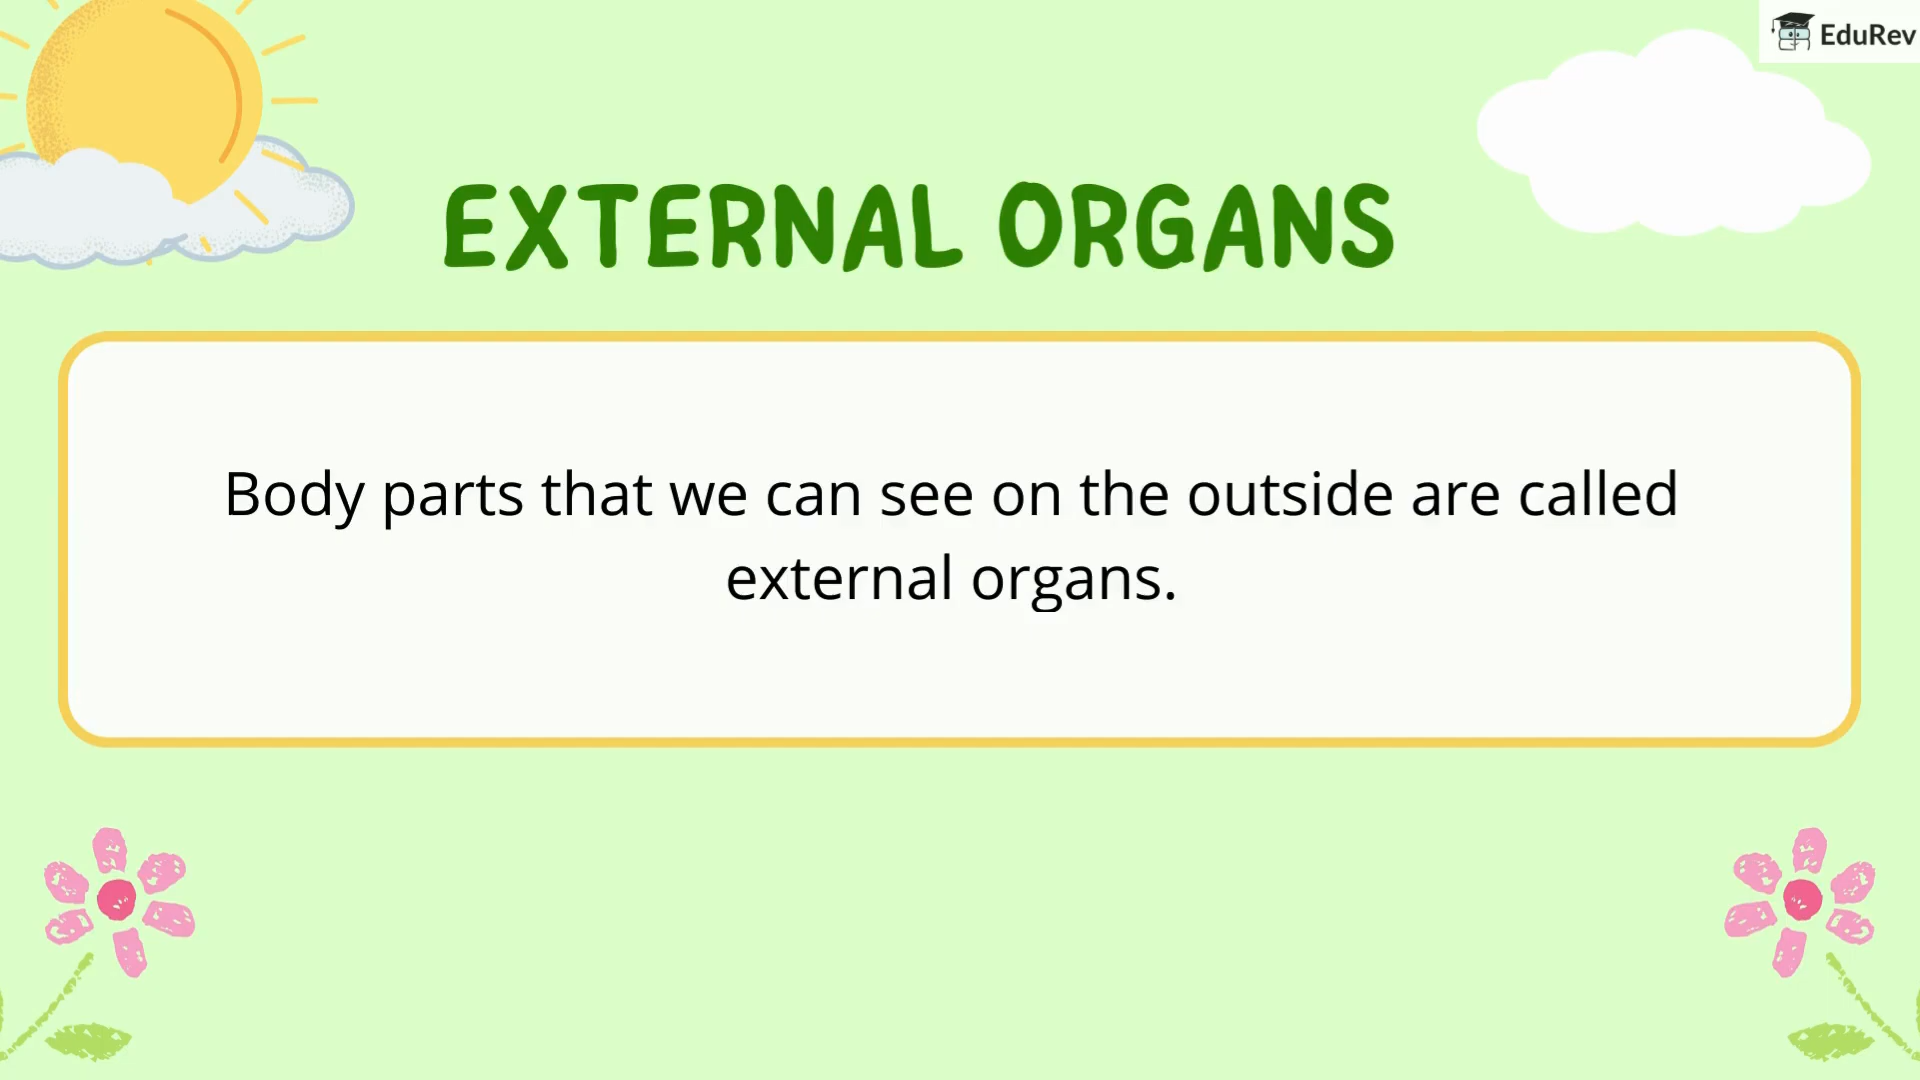 EduRev
EXTERNAL ORGANS
Body parts that we can see on the outside are called
external organs.